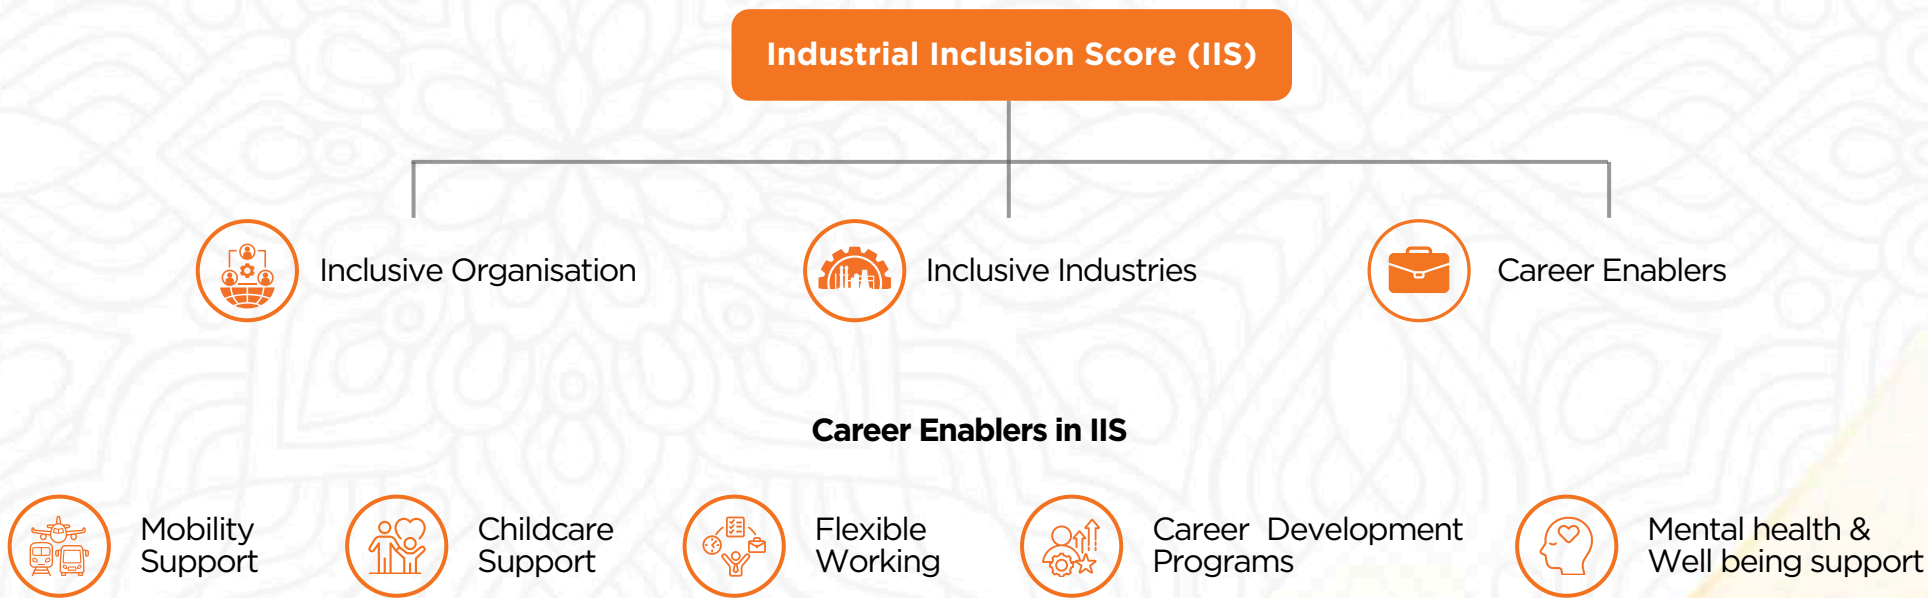 Industrial Inclusion Score (IIS)
Inclusive Organisation
Inclusive Industries
Career Enablers
Career Enablers in IIS
Mobility
Support
Childcare
Support
Flexible
Working
Career Development
Programs
Mental health &
Well being support